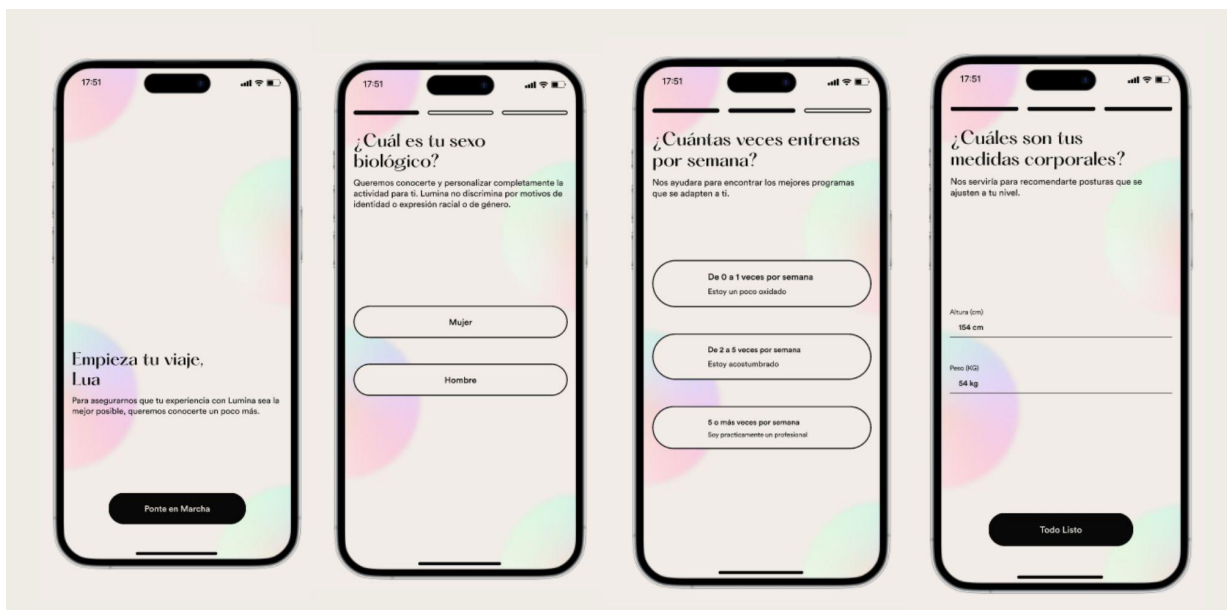 17:51
Empieza tu viaje,
Lua
Para asegurarnos que tu experiencia con Lumina sea la
mejor posible, queremos conocerte un poco más.
Ponte en Marcha
17:51
¿Cuál es tu sexo
biológico?
Queremos conocerte y personalizar completamente la
actividad para ti. Lumina no discrimina por motivos de
identidad o expresión racial o de género.
Mujer
Hombre
17:51
¿Cuántas veces entrenas
por semana?
Nos ayudara para encontrar los mejores programas
que se adapten a ti.
De 0 a 1 veces por semana
Estoy un poco oxidado
De 2 a 5 veces por semana
Estoy acostumbrado
5 o más veces por semana
Soy practicamente un profesional
17:51
¿Cuáles son tus
medidas corporales?
Nos serviría para recomendarte posturas que se
ajusten a tu nivel.
Altura (cm)
154 cm
Peso (KG)
54 kg
Todo Listo